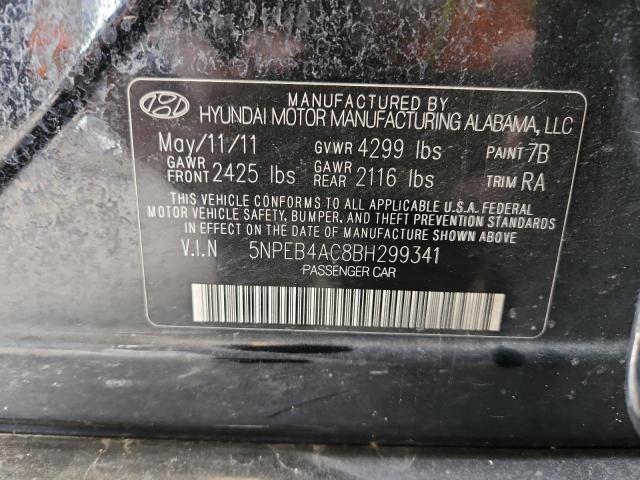 MANUFACTURED BY
HYUNDAI MOTOR MANUFACTURING ALABAMA, LLC
May/11/11 GVWR 4299 lbs PAINT 7B
GAWR FRONT 2425 lbs GAWR REAR 2116 lbs TRIM RA
THIS VEHICLE CONFORMS TO ALL APPLICABLE U.S.A. FEDERAL
MOTOR VEHICLE SAFETY, BUMPER, AND THEFT PREVENTION STANDARDS
IN EFFECT ON THE DATE OF MANUFACTURE SHOWN ABOVE.
V.I.N 5NPEB4AC8BH299341
PASSENGER CAR